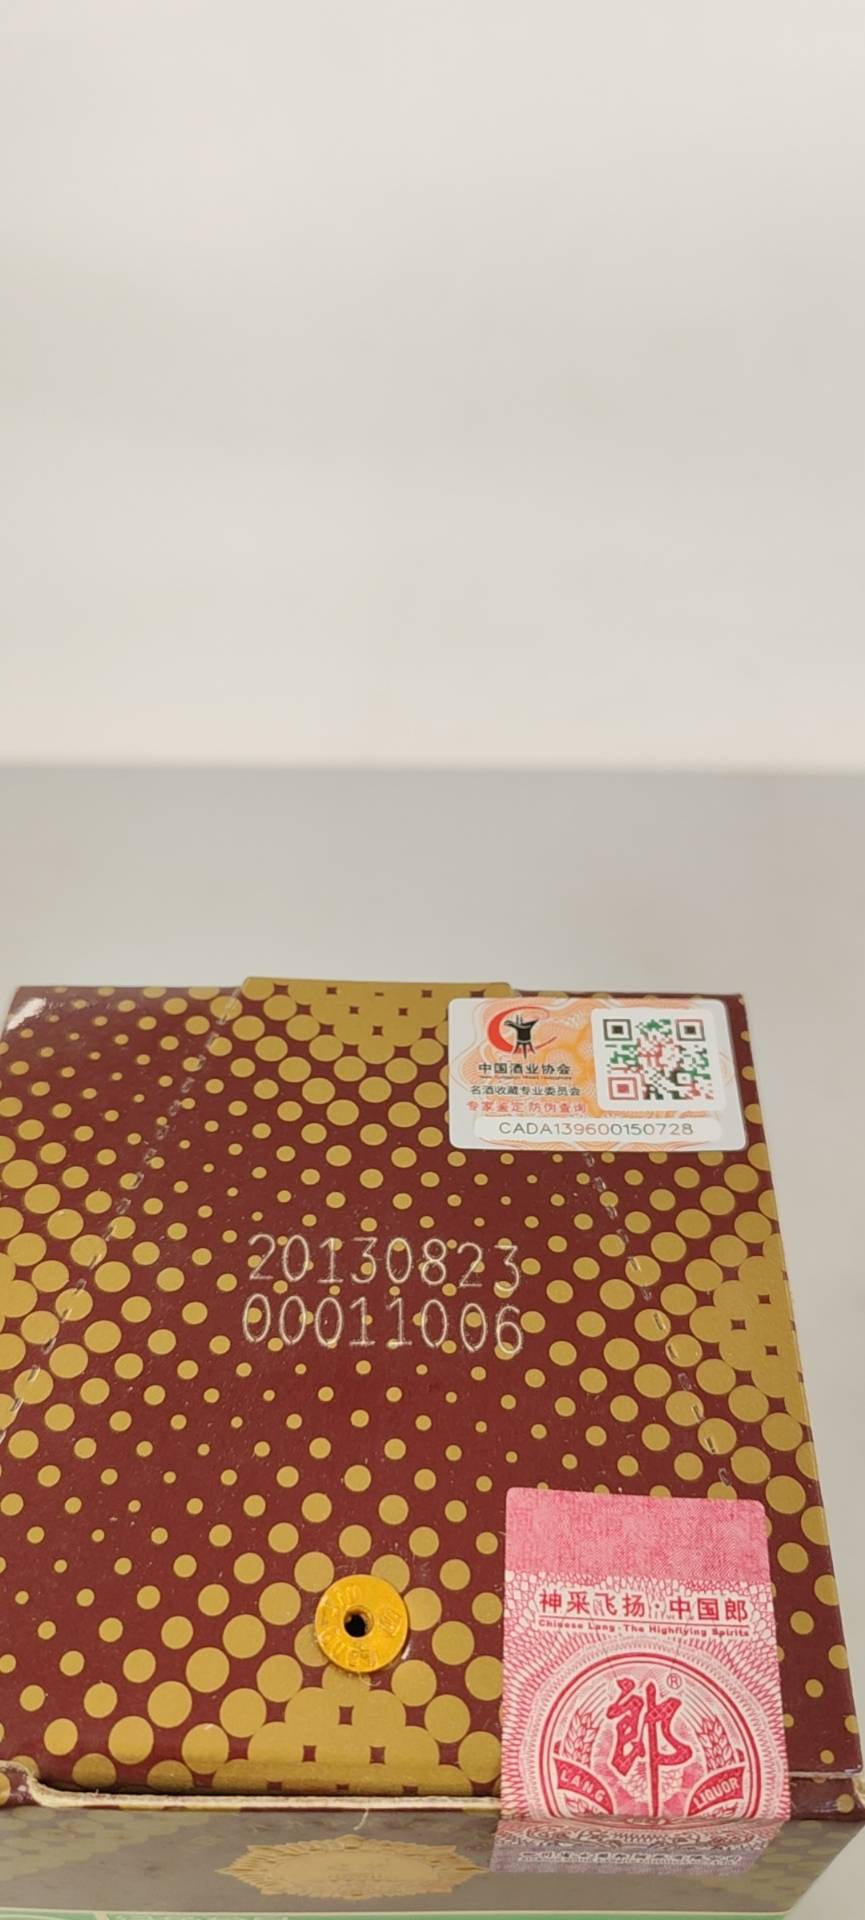 中国酒业协会
名酒收藏专业委员会
专家鉴定 防伪查询
CADA139600150728
20130823
00011006
神采飞扬·中国郎
Chinese Lang·The Highflying Spirits
郎®
LANG LIQUOR